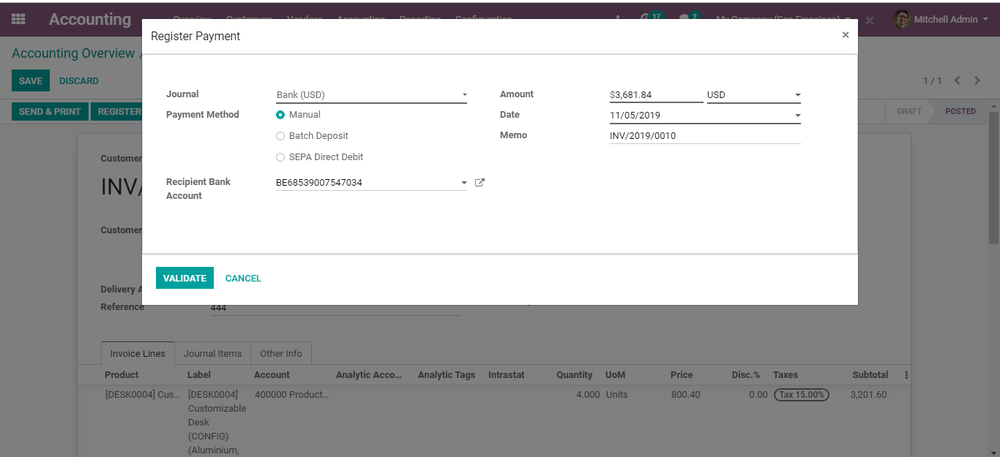 Accounting
Overview Customers Vendors Accounting Reporting Configuration
17
2
My Company (San Francisco)
Mitchell Admin
Register Payment
×
Accounting Overview /
SAVE
DISCARD
1 / 1
SEND & PRINT
REGISTER
DRAFT
POSTED
Journal
Bank (USD)
Amount
$3,681.84
USD
Payment Method
Manual
Date
11/05/2019
Batch Deposit
Memo
INV/2019/0010
SEPA Direct Debit
Recipient Bank
Account
BE68539007547034
VALIDATE
CANCEL
Customer
INV/
Customer
Delivery A
Reference
444
Invoice Lines
Journal Items
Other Info
Product Label Account Analytic Acco... Analytic Tags Intrastat Quantity UoM Price Disc.% Taxes Subtotal
[DESK0004] Cus... [DESK0004] 400000 Product... 4.000 Units 800.40 0.00 Tax 15.00% 3,201.60
Customizable
Desk
(CONFIG)
(Aluminium,